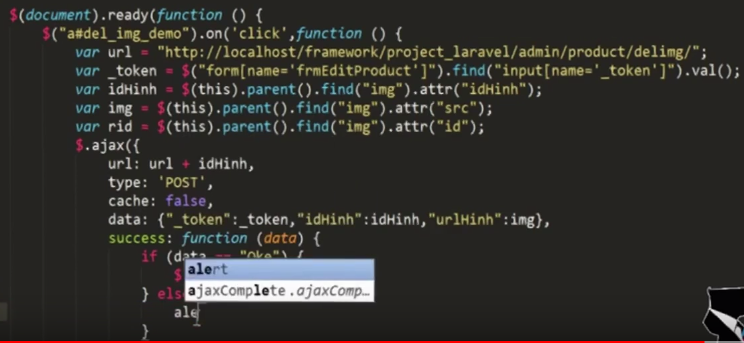 $(document).ready(function () {
$("a#del_img_demo").on('click',function () {
var url = "http://localhost/framework/project_laravel/admin/product/delimg/";
var _token = $("form[name='frmEditProduct']").find("input[name='_token']").val();
var idHinh = $(this).parent().find("img").attr("idHinh");
var img = $(this).parent().find("img").attr("src");
var rid = $(this).parent().find("img").attr("id");
$.ajax({
url: url + idHinh,
type: 'POST',
cache: false,
data: {"_token":_token,"idHinh":idHinh,"urlHinh":img},
success: function (data) {
if (data == "Oke") {
alert
$
ajaxComplete.ajaxComp…
} els
ale
}